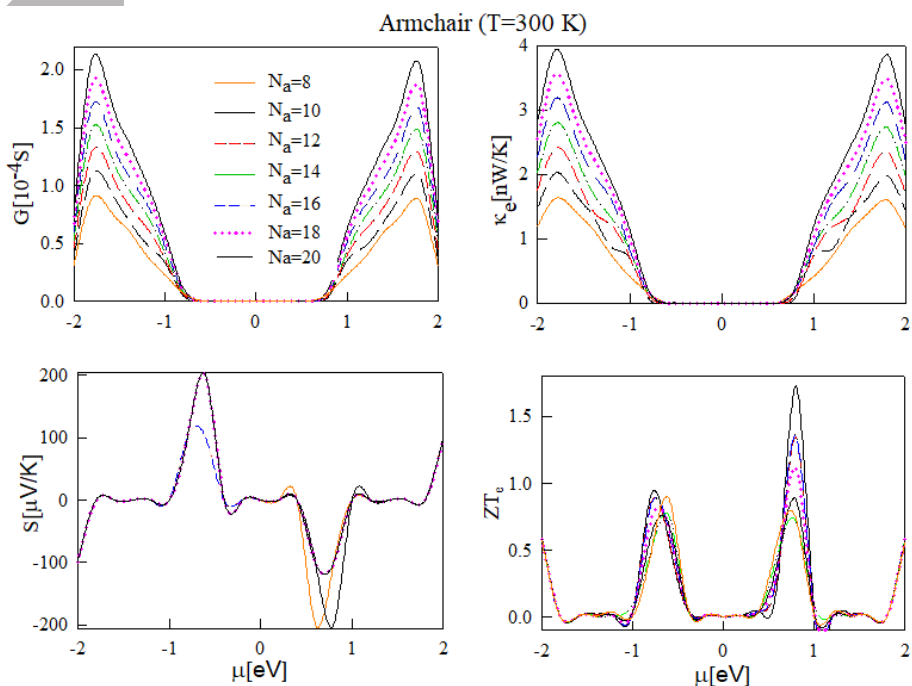 Armchair (T=300 K)
G[10⁻⁴S]
2.0
1.5
1.0
0.5
0.0
-2 -1 0 1 2
Na=8
Na=10
Na=12
Na=14
Na=16
Na=18
Na=20
κe[nW/K]
4
3
2
1
0
-2 -1 0 1 2
S[μV/K]
200
100
0
-100
-200
-2 -1 0 1 2
μ[eV]
ZTe
1.5
1.0
0.5
0.0
-2 -1 0 1 2
μ[eV]